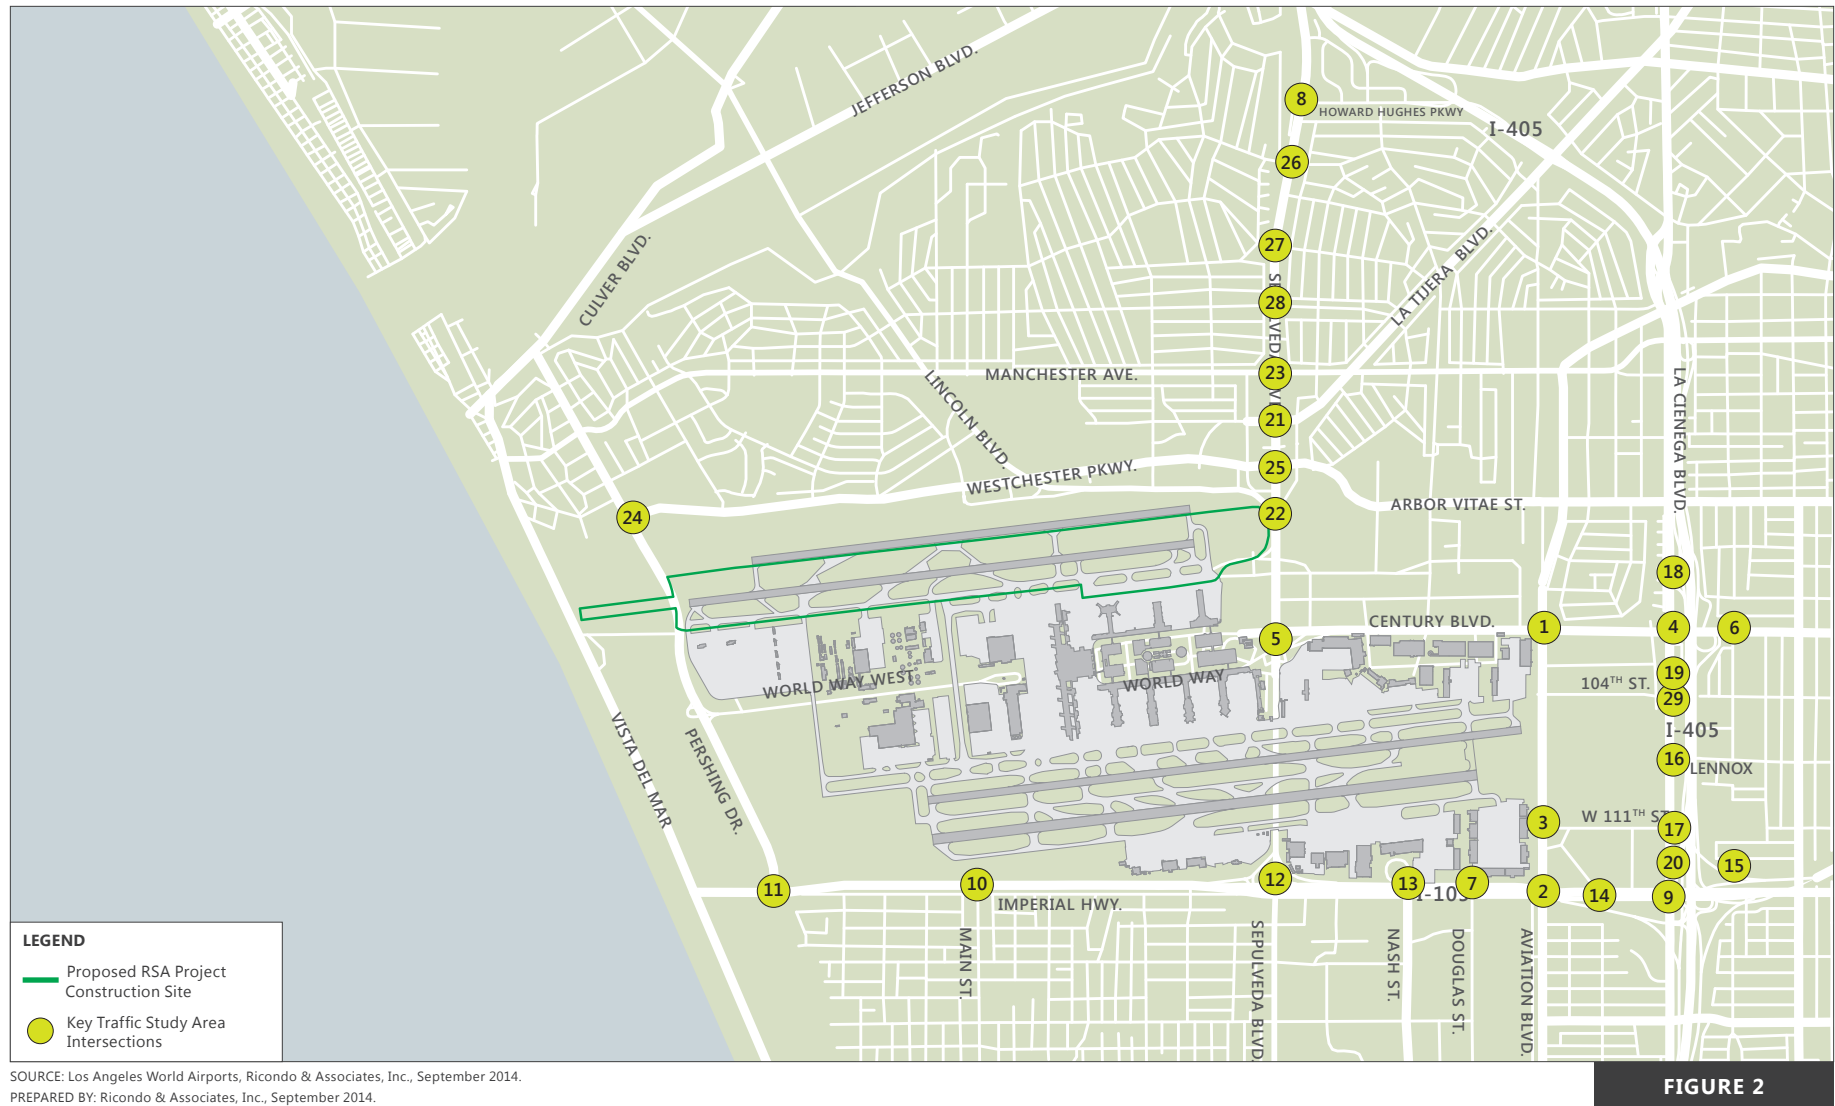 JEFFERSON BLVD.
8
HOWARD HUGHES PKWY
I-405
26
27
CULVER BLVD.
LA TIJERA BLVD.
28
MANCHESTER AVE.
23
LINCOLN BLVD.
LA CIENEGA BLVD.
21
25
WESTCHESTER PKWY.
ARBOR VITAE ST.
24
22
18
CENTURY BLVD.
1
4
6
5
WORLD WAY WEST
WORLD WAY
104TH ST.
19
29
I-405
VISTA DEL MAR
PERSHING DR.
16
LENNOX
3
W 111TH ST
17
20
15
11
10
12
13
7
2
14
9
IMPERIAL HWY.
I-105
MAIN ST.
SEPULVEDA BLVD.
NASH ST.
DOUGLAS ST.
AVIATION BLVD.
LEGEND
Proposed RSA Project
Construction Site
Key Traffic Study Area
Intersections
SOURCE: Los Angeles World Airports, Ricondo & Associates, Inc., September 2014.
PREPARED BY: Ricondo & Associates, Inc., September 2014.
FIGURE 2